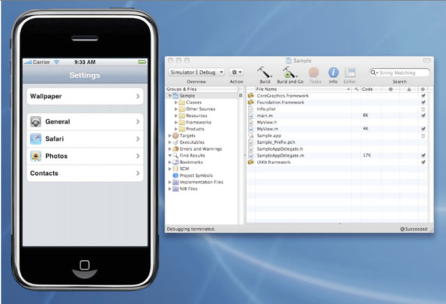 Carrier 9:33 AM
Settings
Wallpaper
General
Safari
Photos
Contacts
Sample
Simulator | Debug
Overview Action Build Build and Go Tasks Info Editor Search
String Matching
Groups & Files
Sample
Classes
Other Sources
Resources
Frameworks
Products
Targets
Executables
Errors and Warnings
Find Results
Bookmarks
SCM
Project Symbols
Implementation Files
NIB Files
File Name Code
CoreGraphics.framework
Foundation.framework
Info.plist
main.m 6K
MyView.h
MyView.m 4K
Sample.app
Sample_Prefix.pch
SampleAppDelegate.h
SampleAppDelegate.m 17K
UIKit.framework
Debugging terminated. Succeeded